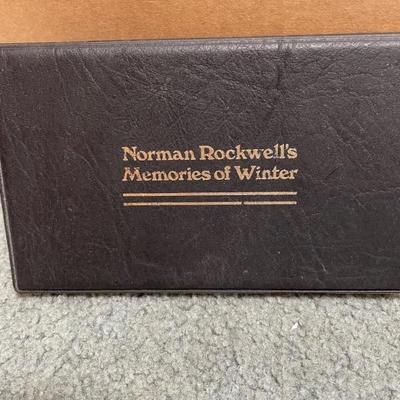 Norman Rockwell's
Memories of Winter